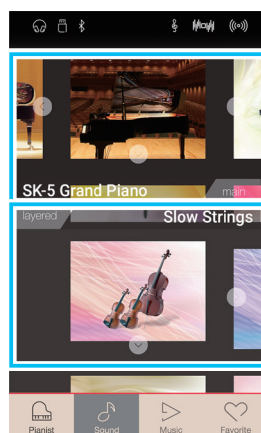 SK-5 Grand Piano
main
layered
Slow Strings
Pianist
Sound
Music
Favorite